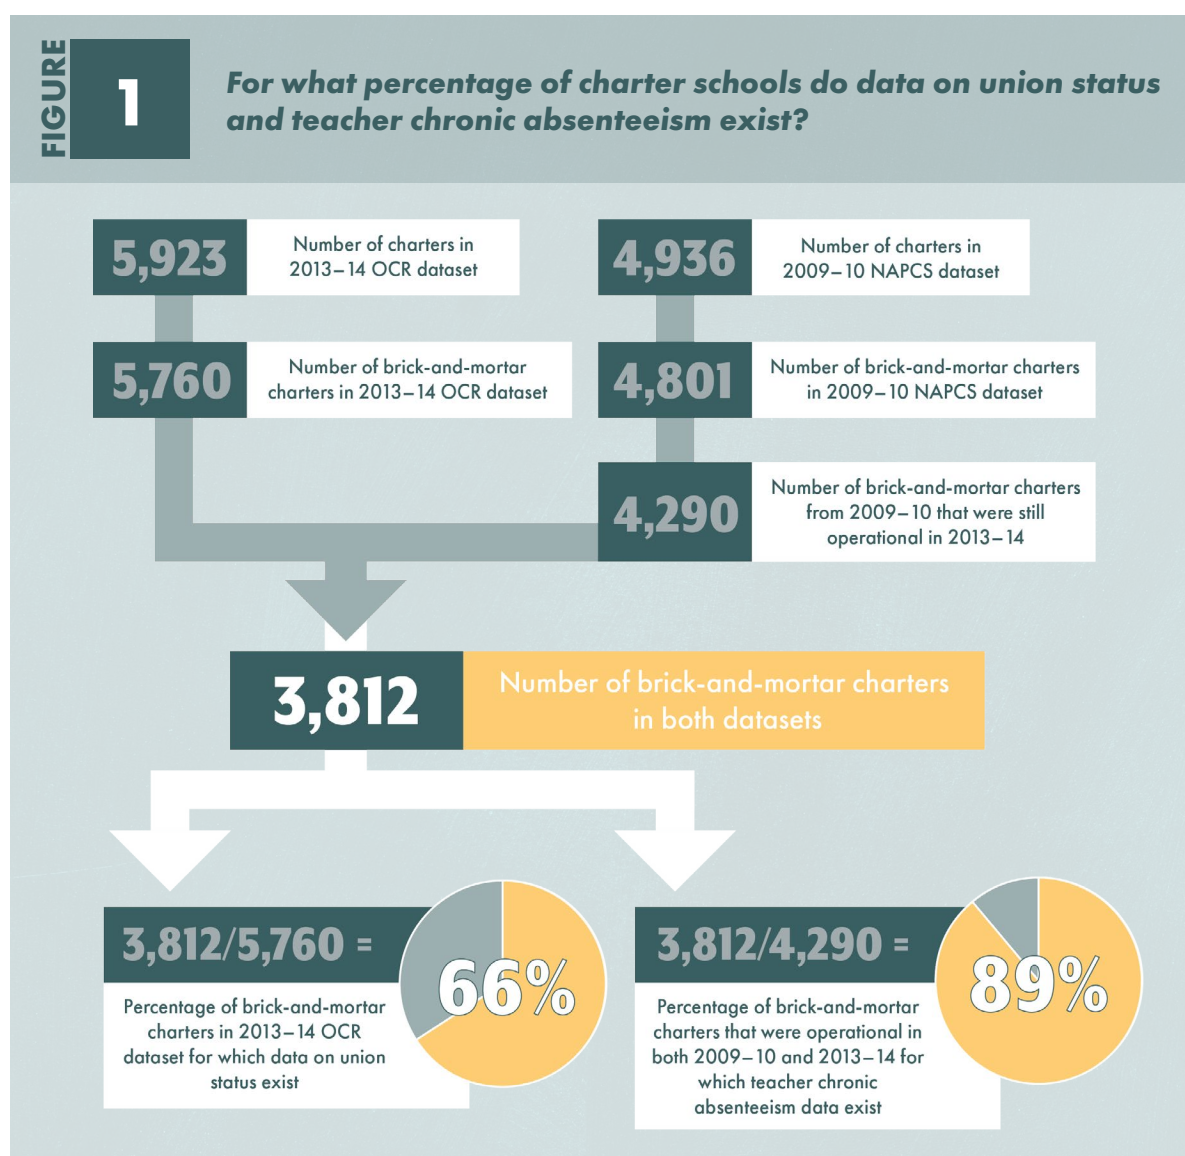 FIGURE
1
For what percentage of charter schools do data on union status
and teacher chronic absenteeism exist?
5,923
Number of charters in
2013–14 OCR dataset
4,936
Number of charters in
2009–10 NAPCS dataset
5,760
Number of brick-and-mortar
charters in 2013–14 OCR dataset
4,801
Number of brick-and-mortar charters
in 2009–10 NAPCS dataset
4,290
Number of brick-and-mortar charters
from 2009–10 that were still
operational in 2013–14
3,812
Number of brick-and-mortar charters
in both datasets
3,812/5,760 =
66%
Percentage of brick-and-mortar
charters in 2013–14 OCR
dataset for which data on union
status exist
3,812/4,290 =
89%
Percentage of brick-and-mortar
charters that were operational in
both 2009–10 and 2013–14 for
which teacher chronic
absenteeism data exist